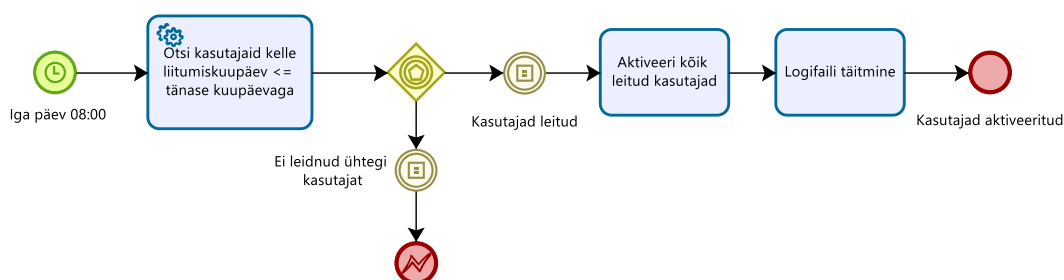 Otsi kasutajaid kelle
liitumiskuupäev <=
tänase kuupäevaga
Iga päev 08:00
Ei leidnud ühtegi
kasutajat
Kasutajad leitud
Aktiveeri kõik
leitud kasutajad
Logifaili täitmine
Kasutajad aktiveeritud